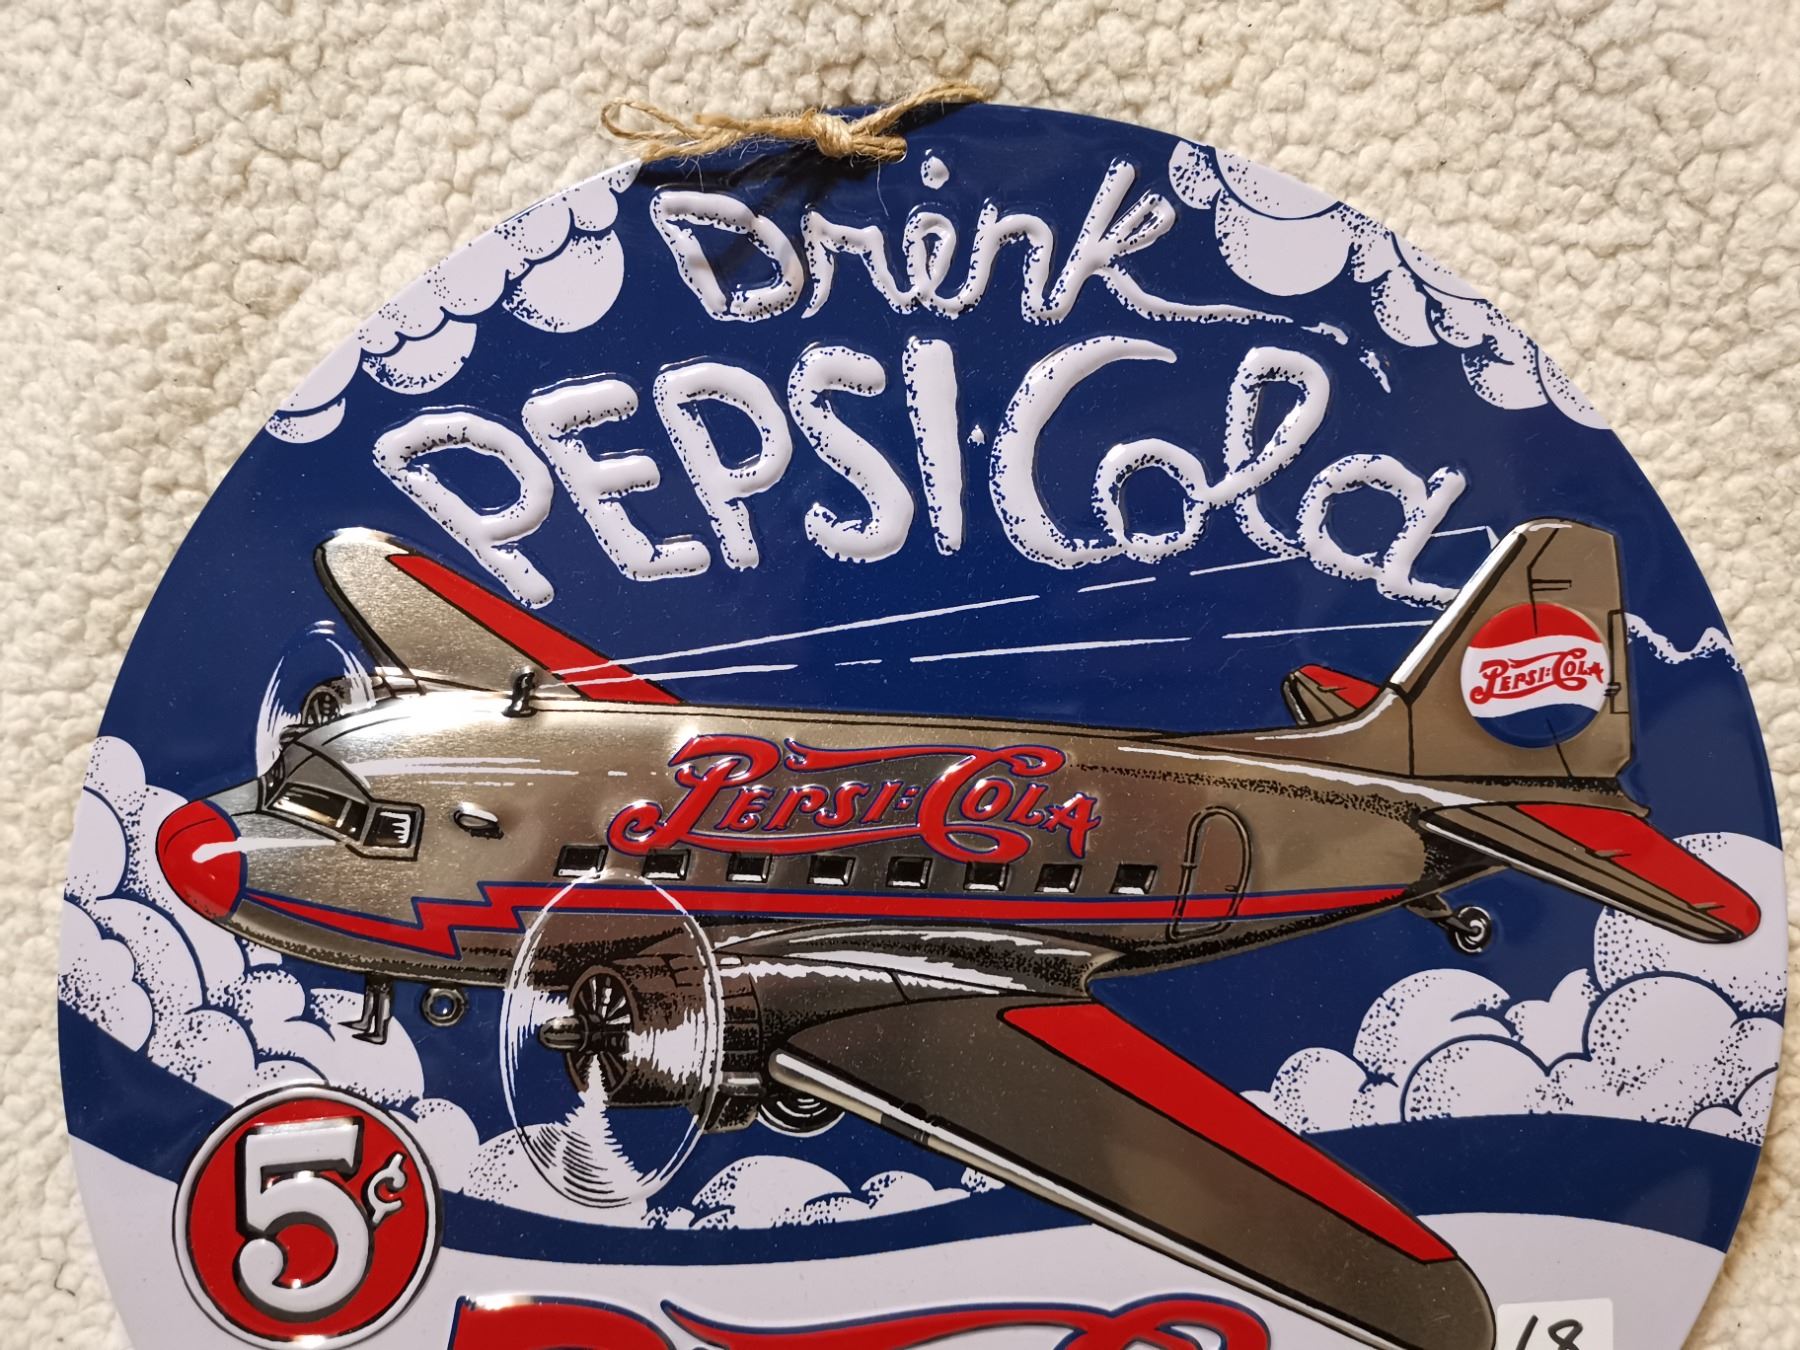 Drink
PEPSI·Cola
PEPSI:COLA
PEPSI:COLA
5¢
18